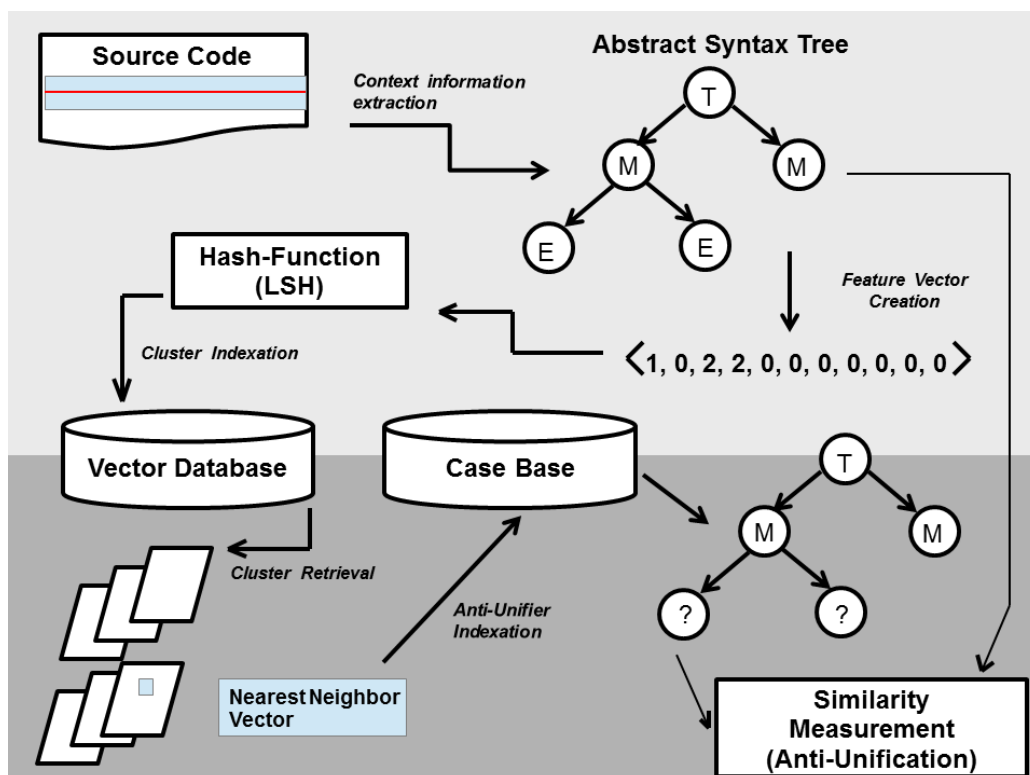 Source Code
Abstract Syntax Tree
Context information
extraction
T
M
M
E
E
Hash-Function
(LSH)
Feature Vector
Creation
Cluster Indexation
<1, 0, 2, 2, 0, 0, 0, 0, 0, 0, 0>
Vector Database
Case Base
T
M
M
?
?
Cluster Retrieval
Anti-Unifier
Indexation
Nearest Neighbor
Vector
Similarity
Measurement
(Anti-Unification)